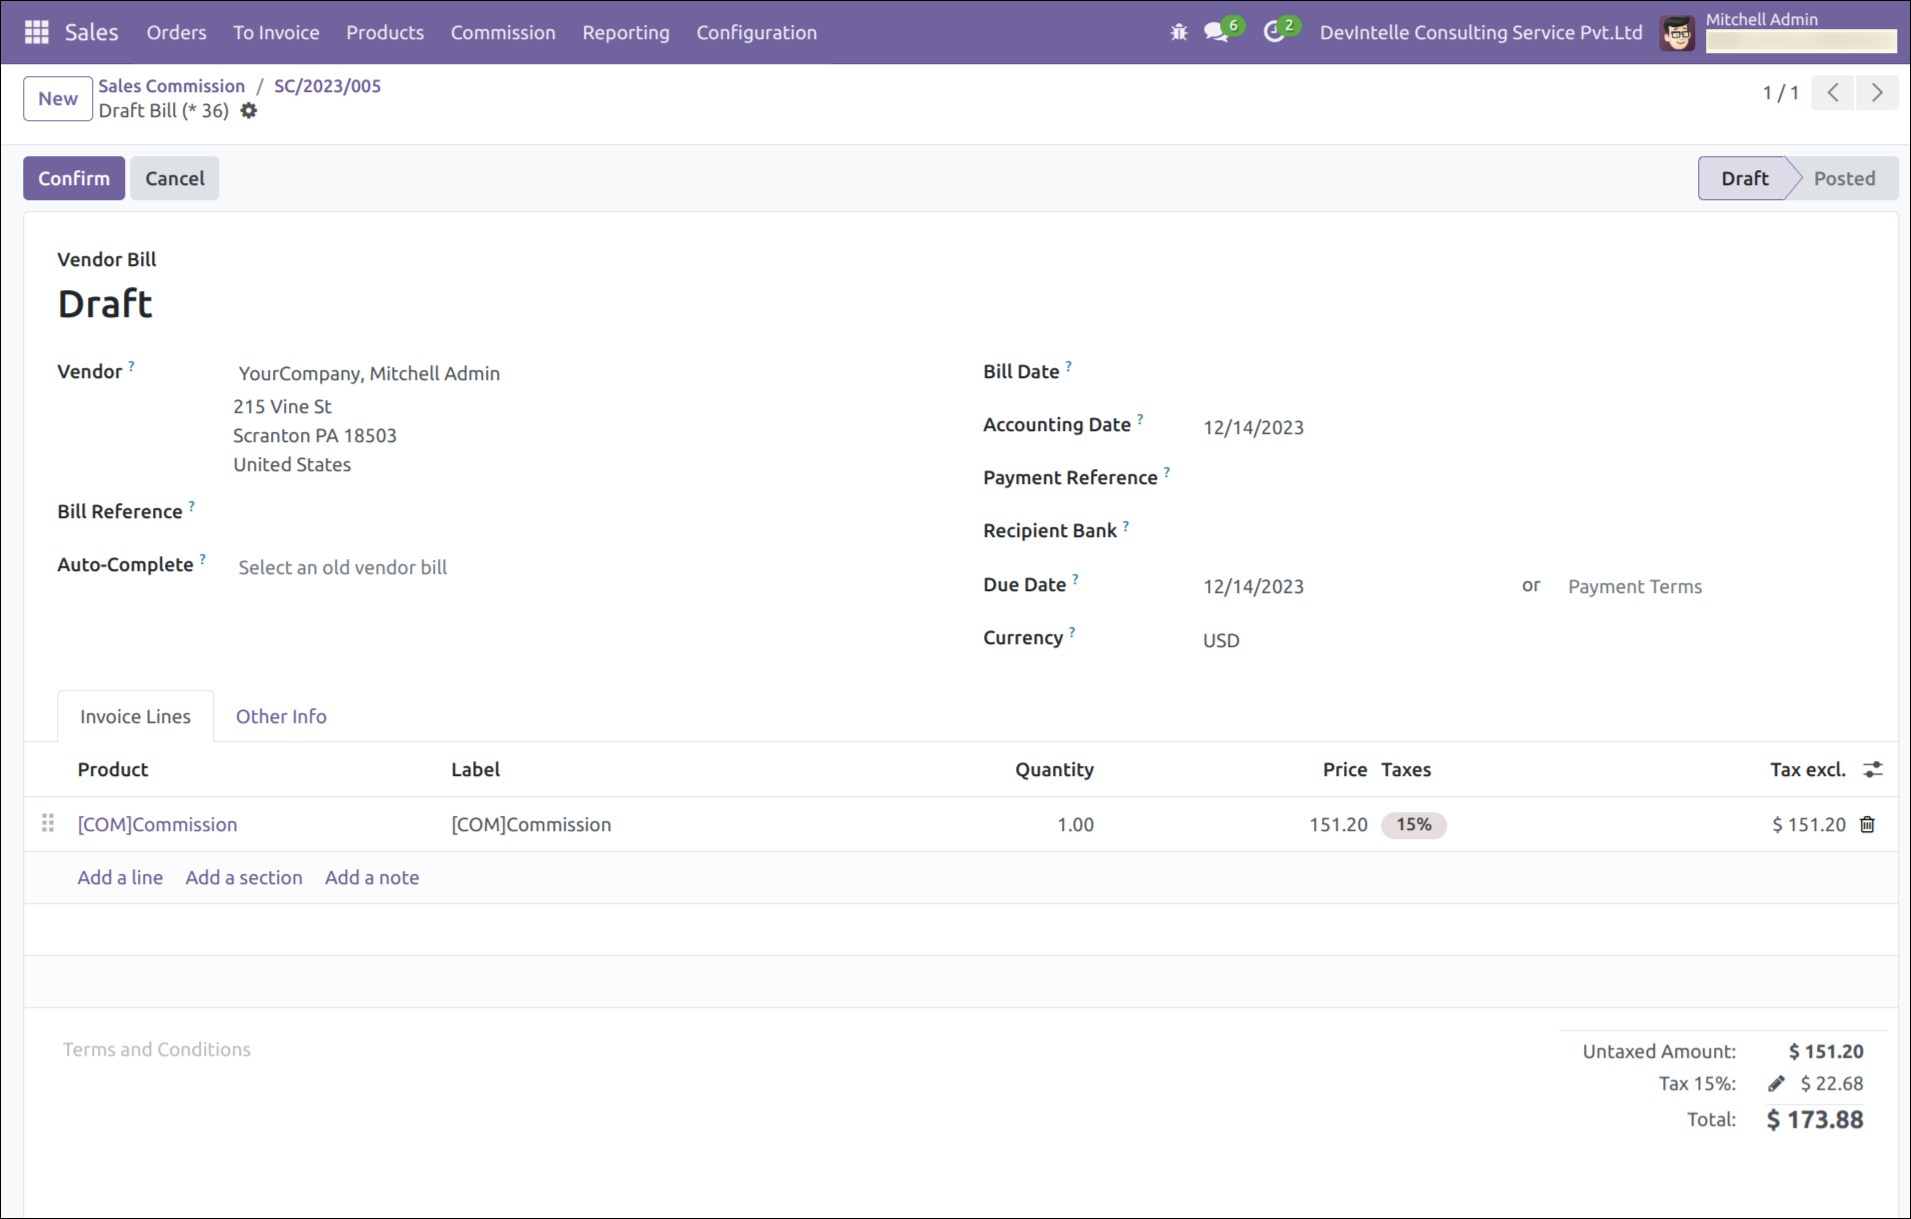 Sales Orders To Invoice Products Commission Reporting Configuration 6 2 DevIntelle Consulting Service Pvt.Ltd Mitchell Admin
New Sales Commission / SC/2023/005 1 / 1
Draft Bill (* 36)
Confirm Cancel Draft Posted
Vendor Bill
Draft
Vendor ? YourCompany, Mitchell Admin
215 Vine St
Scranton PA 18503
United States
Bill Reference ?
Auto-Complete ? Select an old vendor bill
Bill Date ?
Accounting Date ? 12/14/2023
Payment Reference ?
Recipient Bank ?
Due Date ? 12/14/2023 or Payment Terms
Currency ? USD
Invoice Lines Other Info
Product Label Quantity Price Taxes Tax excl.
[COM]Commission [COM]Commission 1.00 151.20 15% $ 151.20
Add a line Add a section Add a note
Terms and Conditions
Untaxed Amount: $ 151.20
Tax 15%: $ 22.68
Total: $ 173.88